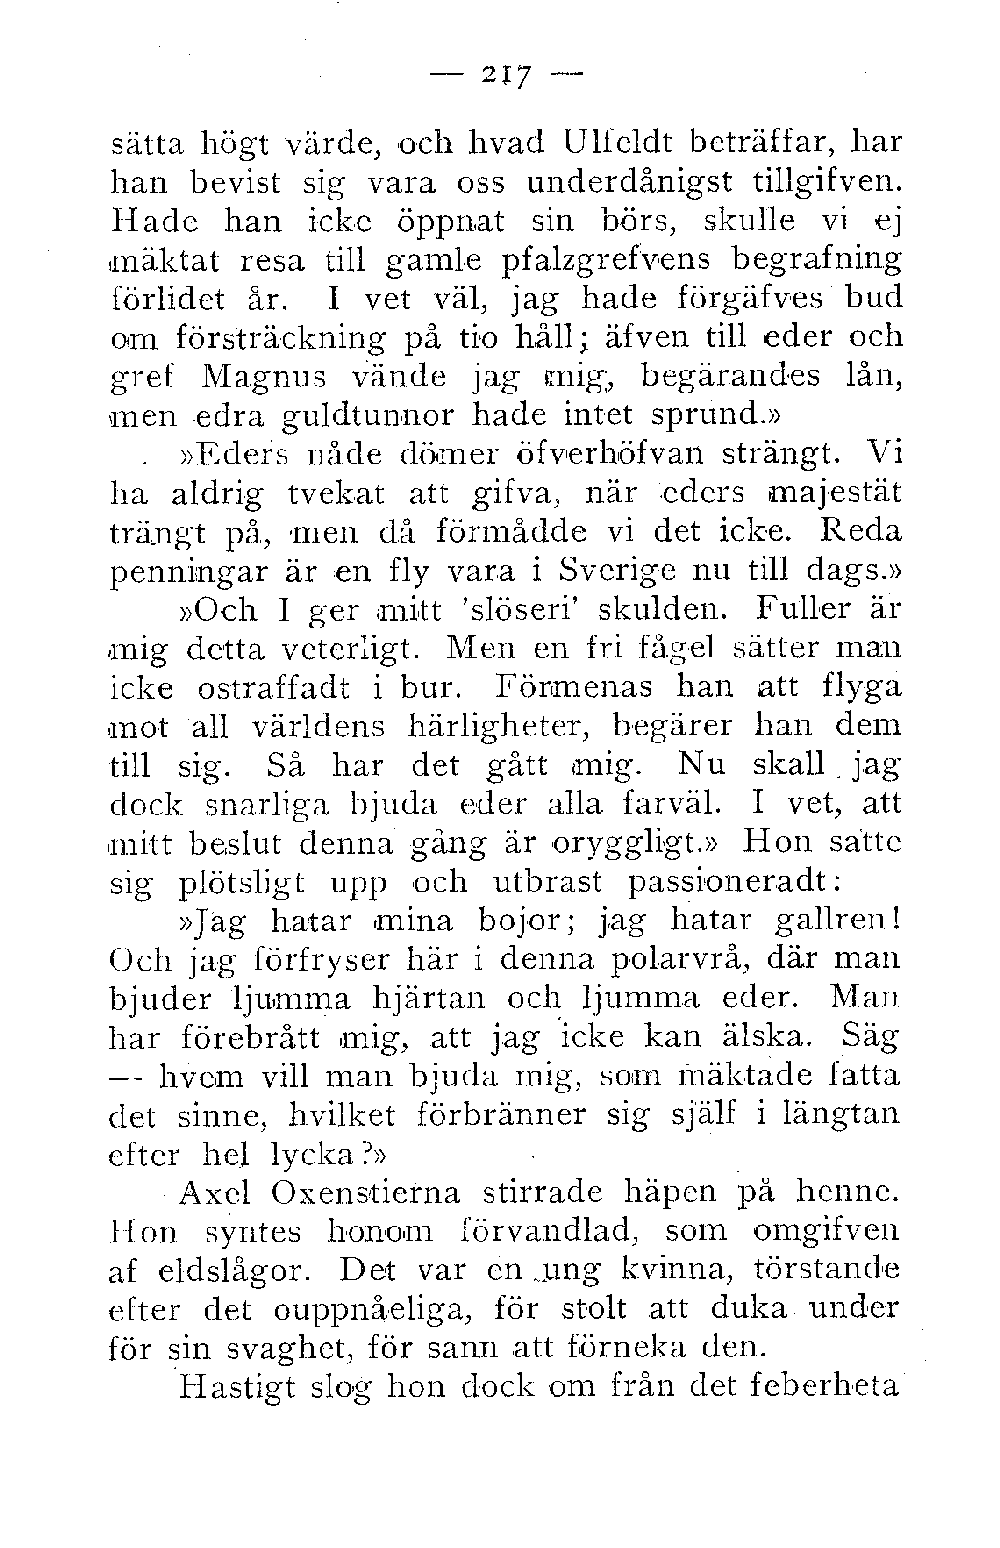 — 217 —
sätta högt värde, och hvad Ulfeldt beträffar, har
han bevist sig vara oss underdånigst tillgifven.
Hade han icke öppnat sin börs, skulle vi ej
mäktat resa till gamle pfalzgrefvens begrafning
förlidet år. I vet väl, jag hade förgäfves bud
om försträckning på tio håll; äfven till eder och
gref Magnus vände jag mig, begärandes lån,
men edra guldtunnor hade intet sprund.»
»Eders nåde dömer öfverhöfvan strängt. Vi
ha aldrig tvekat att gifva, när eders majestät
trängt på, men då förmådde vi det icke. Reda
penningar är en fly vara i Sverige nu till dags.»
»Och I ger mitt 'slöseri' skulden. Fuller är
mig detta veterligt. Men en fri fågel sätter man
icke ostraffadt i bur. Förmenas han att flyga
mot all världens härligheter, begärer han dem
till sig. Så har det gått mig. Nu skall jag
dock snarliga bjuda eder alla farväl. I vet, att
mitt beslut denna gång är oryggligt.» Hon satte
sig plötsligt upp och utbrast passioneradt:
»Jag hatar mina bojor; jag hatar gallren!
Och jag förfryser här i denna polarvrå, där man
bjuder ljumma hjärtan och ljumma eder. Man
har förebrått mig, att jag icke kan älska. Säg
— hvem vill man bjuda mig, som mäktade fatta
det sinne, hvilket förbränner sig själf i längtan
efter hel lycka?»
Axel Oxenstierna stirrade häpen på henne.
Hon syntes honom förvandlad, som omgifven
af eldslågor. Det var en ung kvinna, törstande
efter det ouppnåeliga, för stolt att duka under
för sin svaghet, för sann att förneka den.
Hastigt slog hon dock om från det feberheta